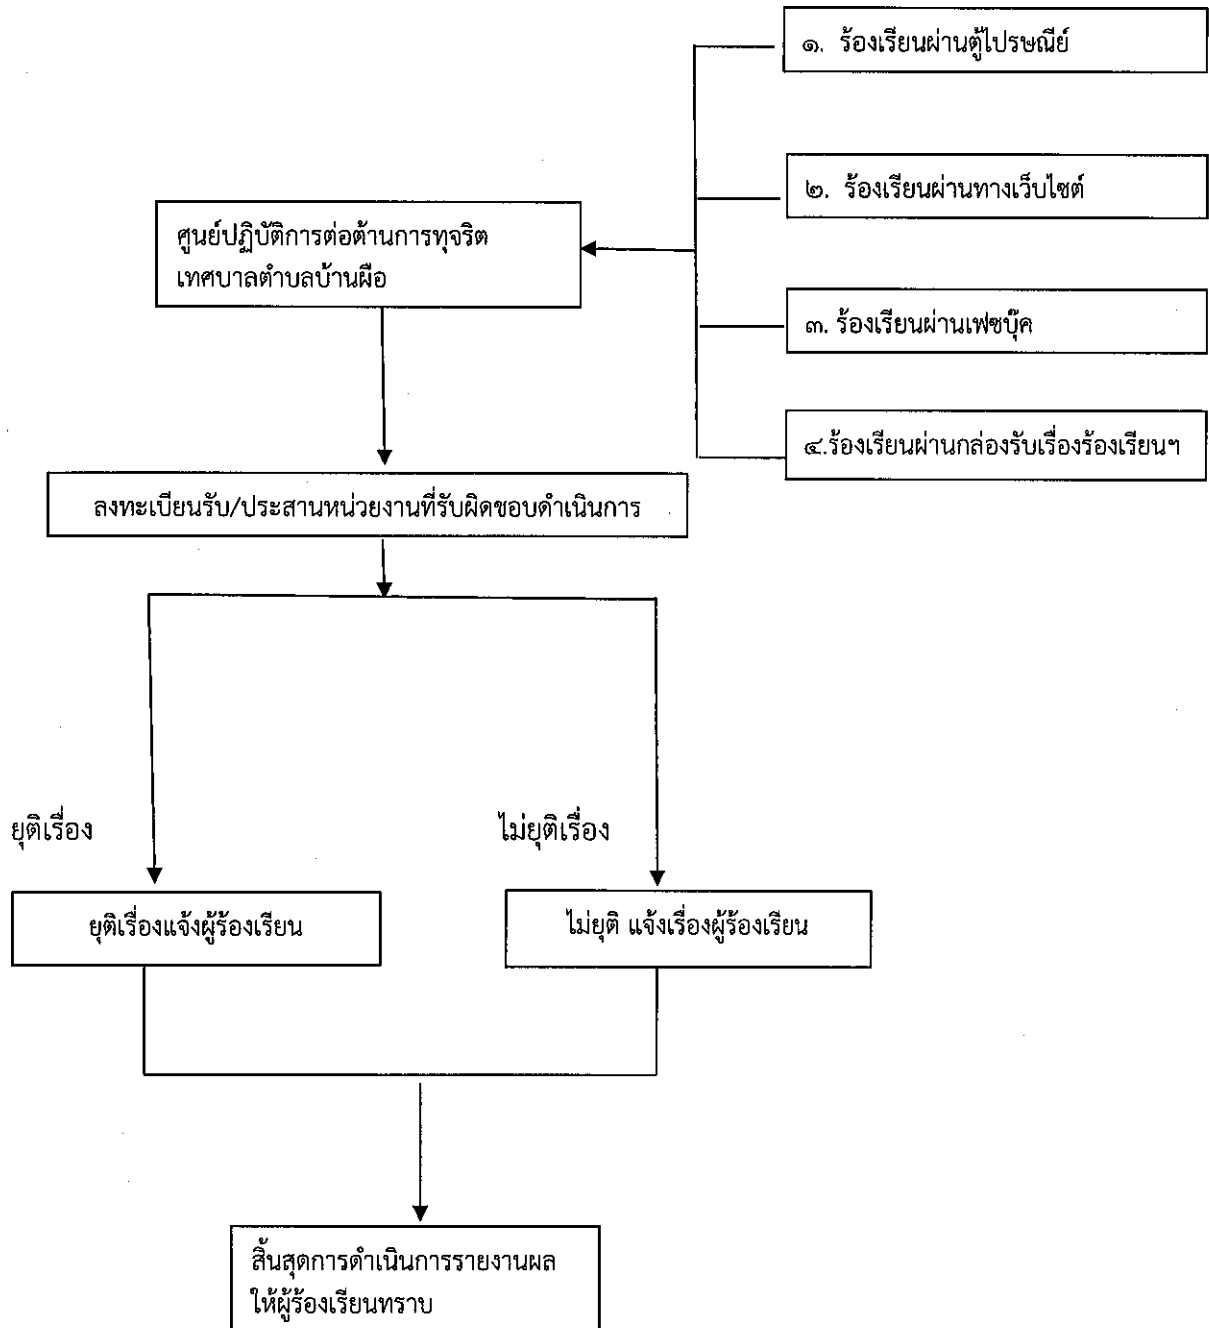 ๑. ร้องเรียนผ่านตู้ไปรษณีย์
๒. ร้องเรียนผ่านทางเว็บไซต์
ศูนย์ปฏิบัติการต่อต้านการทุจริต
เทศบาลตำบลบ้านผือ
๓. ร้องเรียนผ่านเฟซบุ๊ค
๔.ร้องเรียนผ่านกล่องรับเรื่องร้องเรียนฯ
ลงทะเบียนรับ/ประสานหน่วยงานที่รับผิดชอบดำเนินการ
ยุติเรื่อง
ไม่ยุติเรื่อง
ยุติเรื่องแจ้งผู้ร้องเรียน
ไม่ยุติ แจ้งเรื่องผู้ร้องเรียน
สิ้นสุดการดำเนินการรายงานผล
ให้ผู้ร้องเรียนทราบ